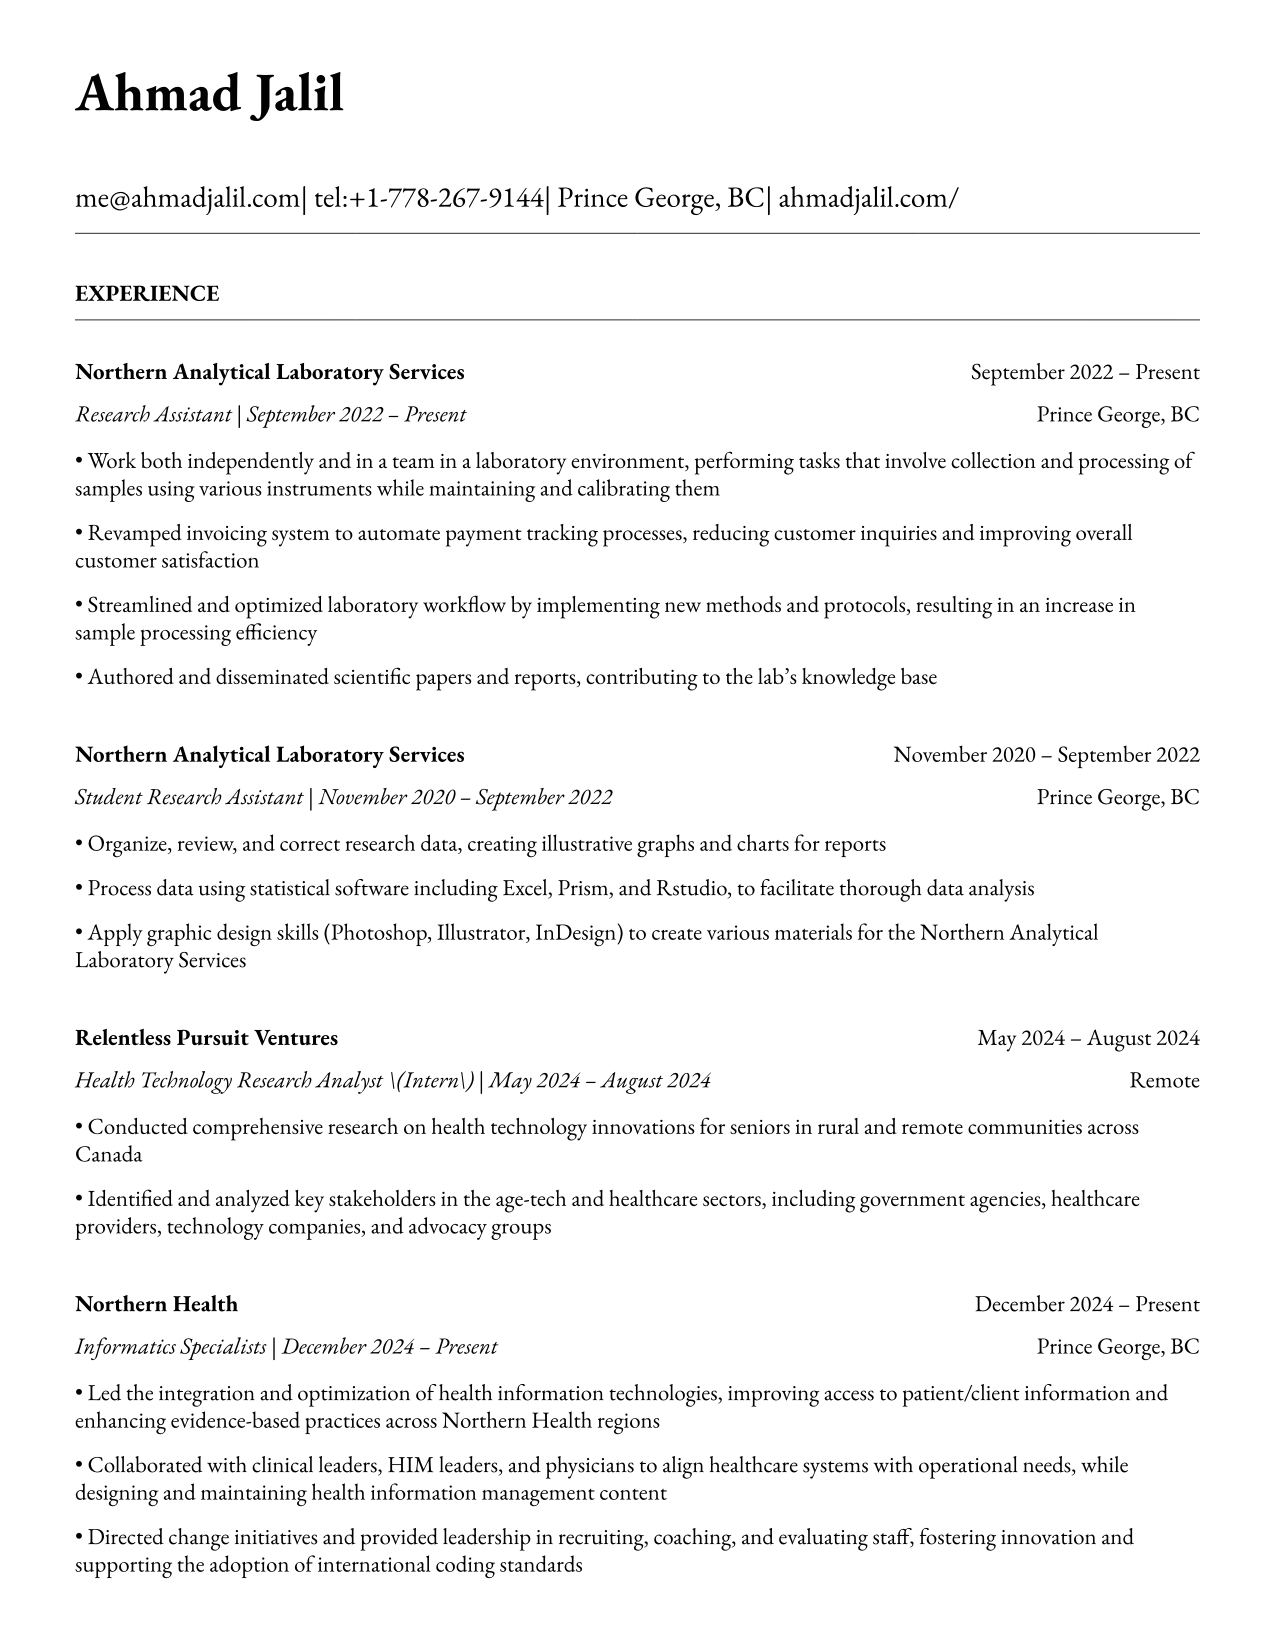 Ahmad Jalil
me@ahmadjalil.com| tel:+1-778-267-9144| Prince George, BC| ahmadjalil.com/
EXPERIENCE
Northern Analytical Laboratory Services September 2022 – Present
Research Assistant | September 2022 – Present Prince George, BC
• Work both independently and in a team in a laboratory environment, performing tasks that involve collection and processing of
samples using various instruments while maintaining and calibrating them
• Revamped invoicing system to automate payment tracking processes, reducing customer inquiries and improving overall
customer satisfaction
• Streamlined and optimized laboratory workflow by implementing new methods and protocols, resulting in an increase in
sample processing efficiency
• Authored and disseminated scientific papers and reports, contributing to the lab’s knowledge base
Northern Analytical Laboratory Services November 2020 – September 2022
Student Research Assistant | November 2020 – September 2022 Prince George, BC
• Organize, review, and correct research data, creating illustrative graphs and charts for reports
• Process data using statistical software including Excel, Prism, and Rstudio, to facilitate thorough data analysis
• Apply graphic design skills (Photoshop, Illustrator, InDesign) to create various materials for the Northern Analytical
Laboratory Services
Relentless Pursuit Ventures May 2024 – August 2024
Health Technology Research Analyst \(Intern\) | May 2024 – August 2024 Remote
• Conducted comprehensive research on health technology innovations for seniors in rural and remote communities across
Canada
• Identified and analyzed key stakeholders in the age-tech and healthcare sectors, including government agencies, healthcare
providers, technology companies, and advocacy groups
Northern Health December 2024 – Present
Informatics Specialists | December 2024 – Present Prince George, BC
• Led the integration and optimization of health information technologies, improving access to patient/client information and
enhancing evidence-based practices across Northern Health regions
• Collaborated with clinical leaders, HIM leaders, and physicians to align healthcare systems with operational needs, while
designing and maintaining health information management content
• Directed change initiatives and provided leadership in recruiting, coaching, and evaluating staff, fostering innovation and
supporting the adoption of international coding standards